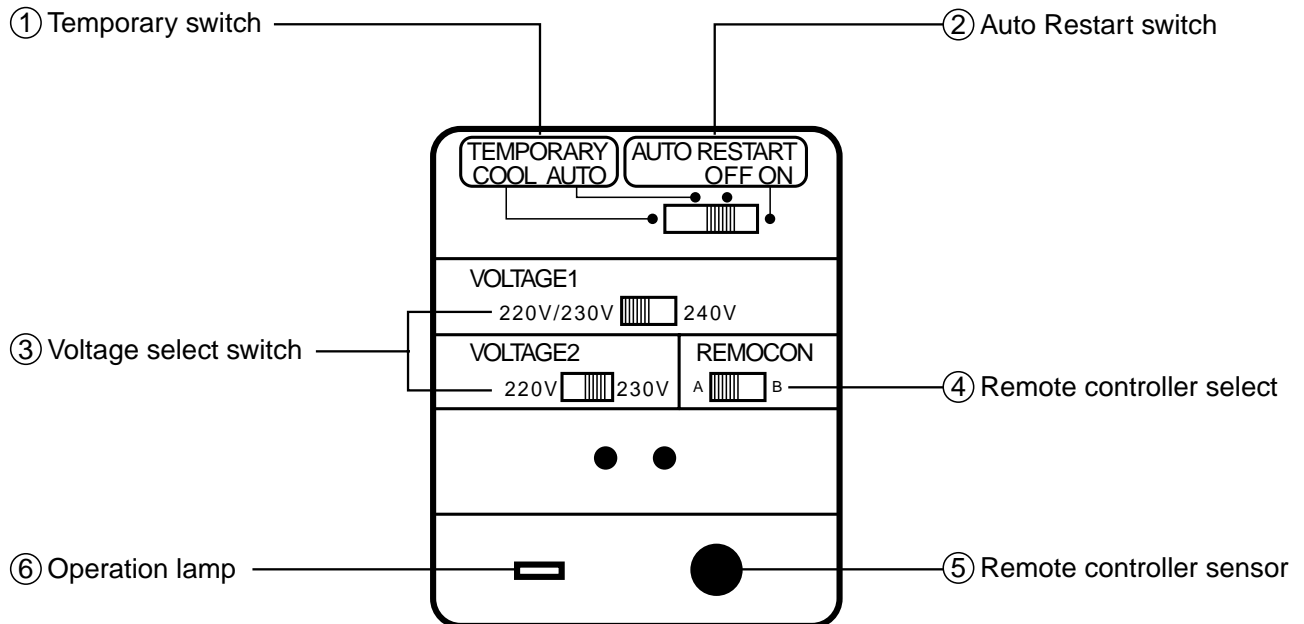 ① Temporary switch
② Auto Restart switch
TEMPORARY
COOL AUTO
AUTO RESTART
OFF ON
VOLTAGE1
220V/230V 240V
③ Voltage select switch
VOLTAGE2
220V 230V
REMOCON
A B
④ Remote controller select
⑥ Operation lamp
⑤ Remote controller sensor